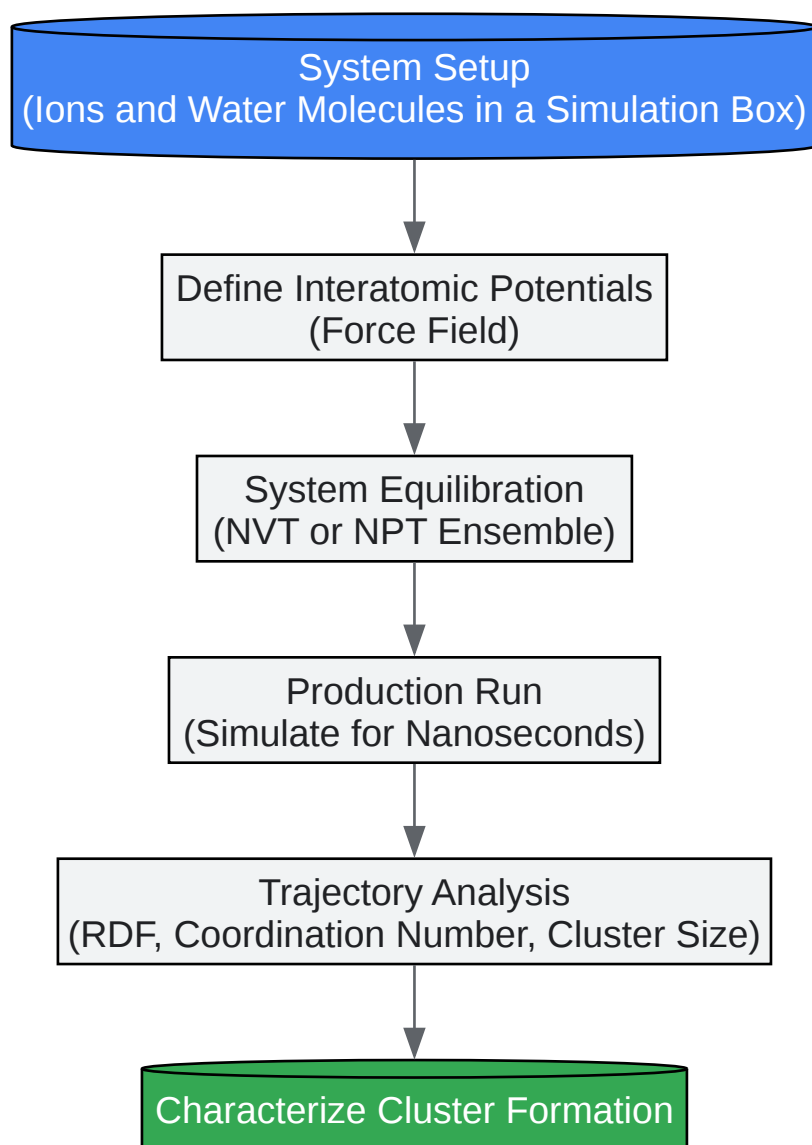 System Setup
(Ions and Water Molecules in a Simulation Box)
Define Interatomic Potentials
(Force Field)
System Equilibration
(NVT or NPT Ensemble)
Production Run
(Simulate for Nanoseconds)
Trajectory Analysis
(RDF, Coordination Number, Cluster Size)
Characterize Cluster Formation